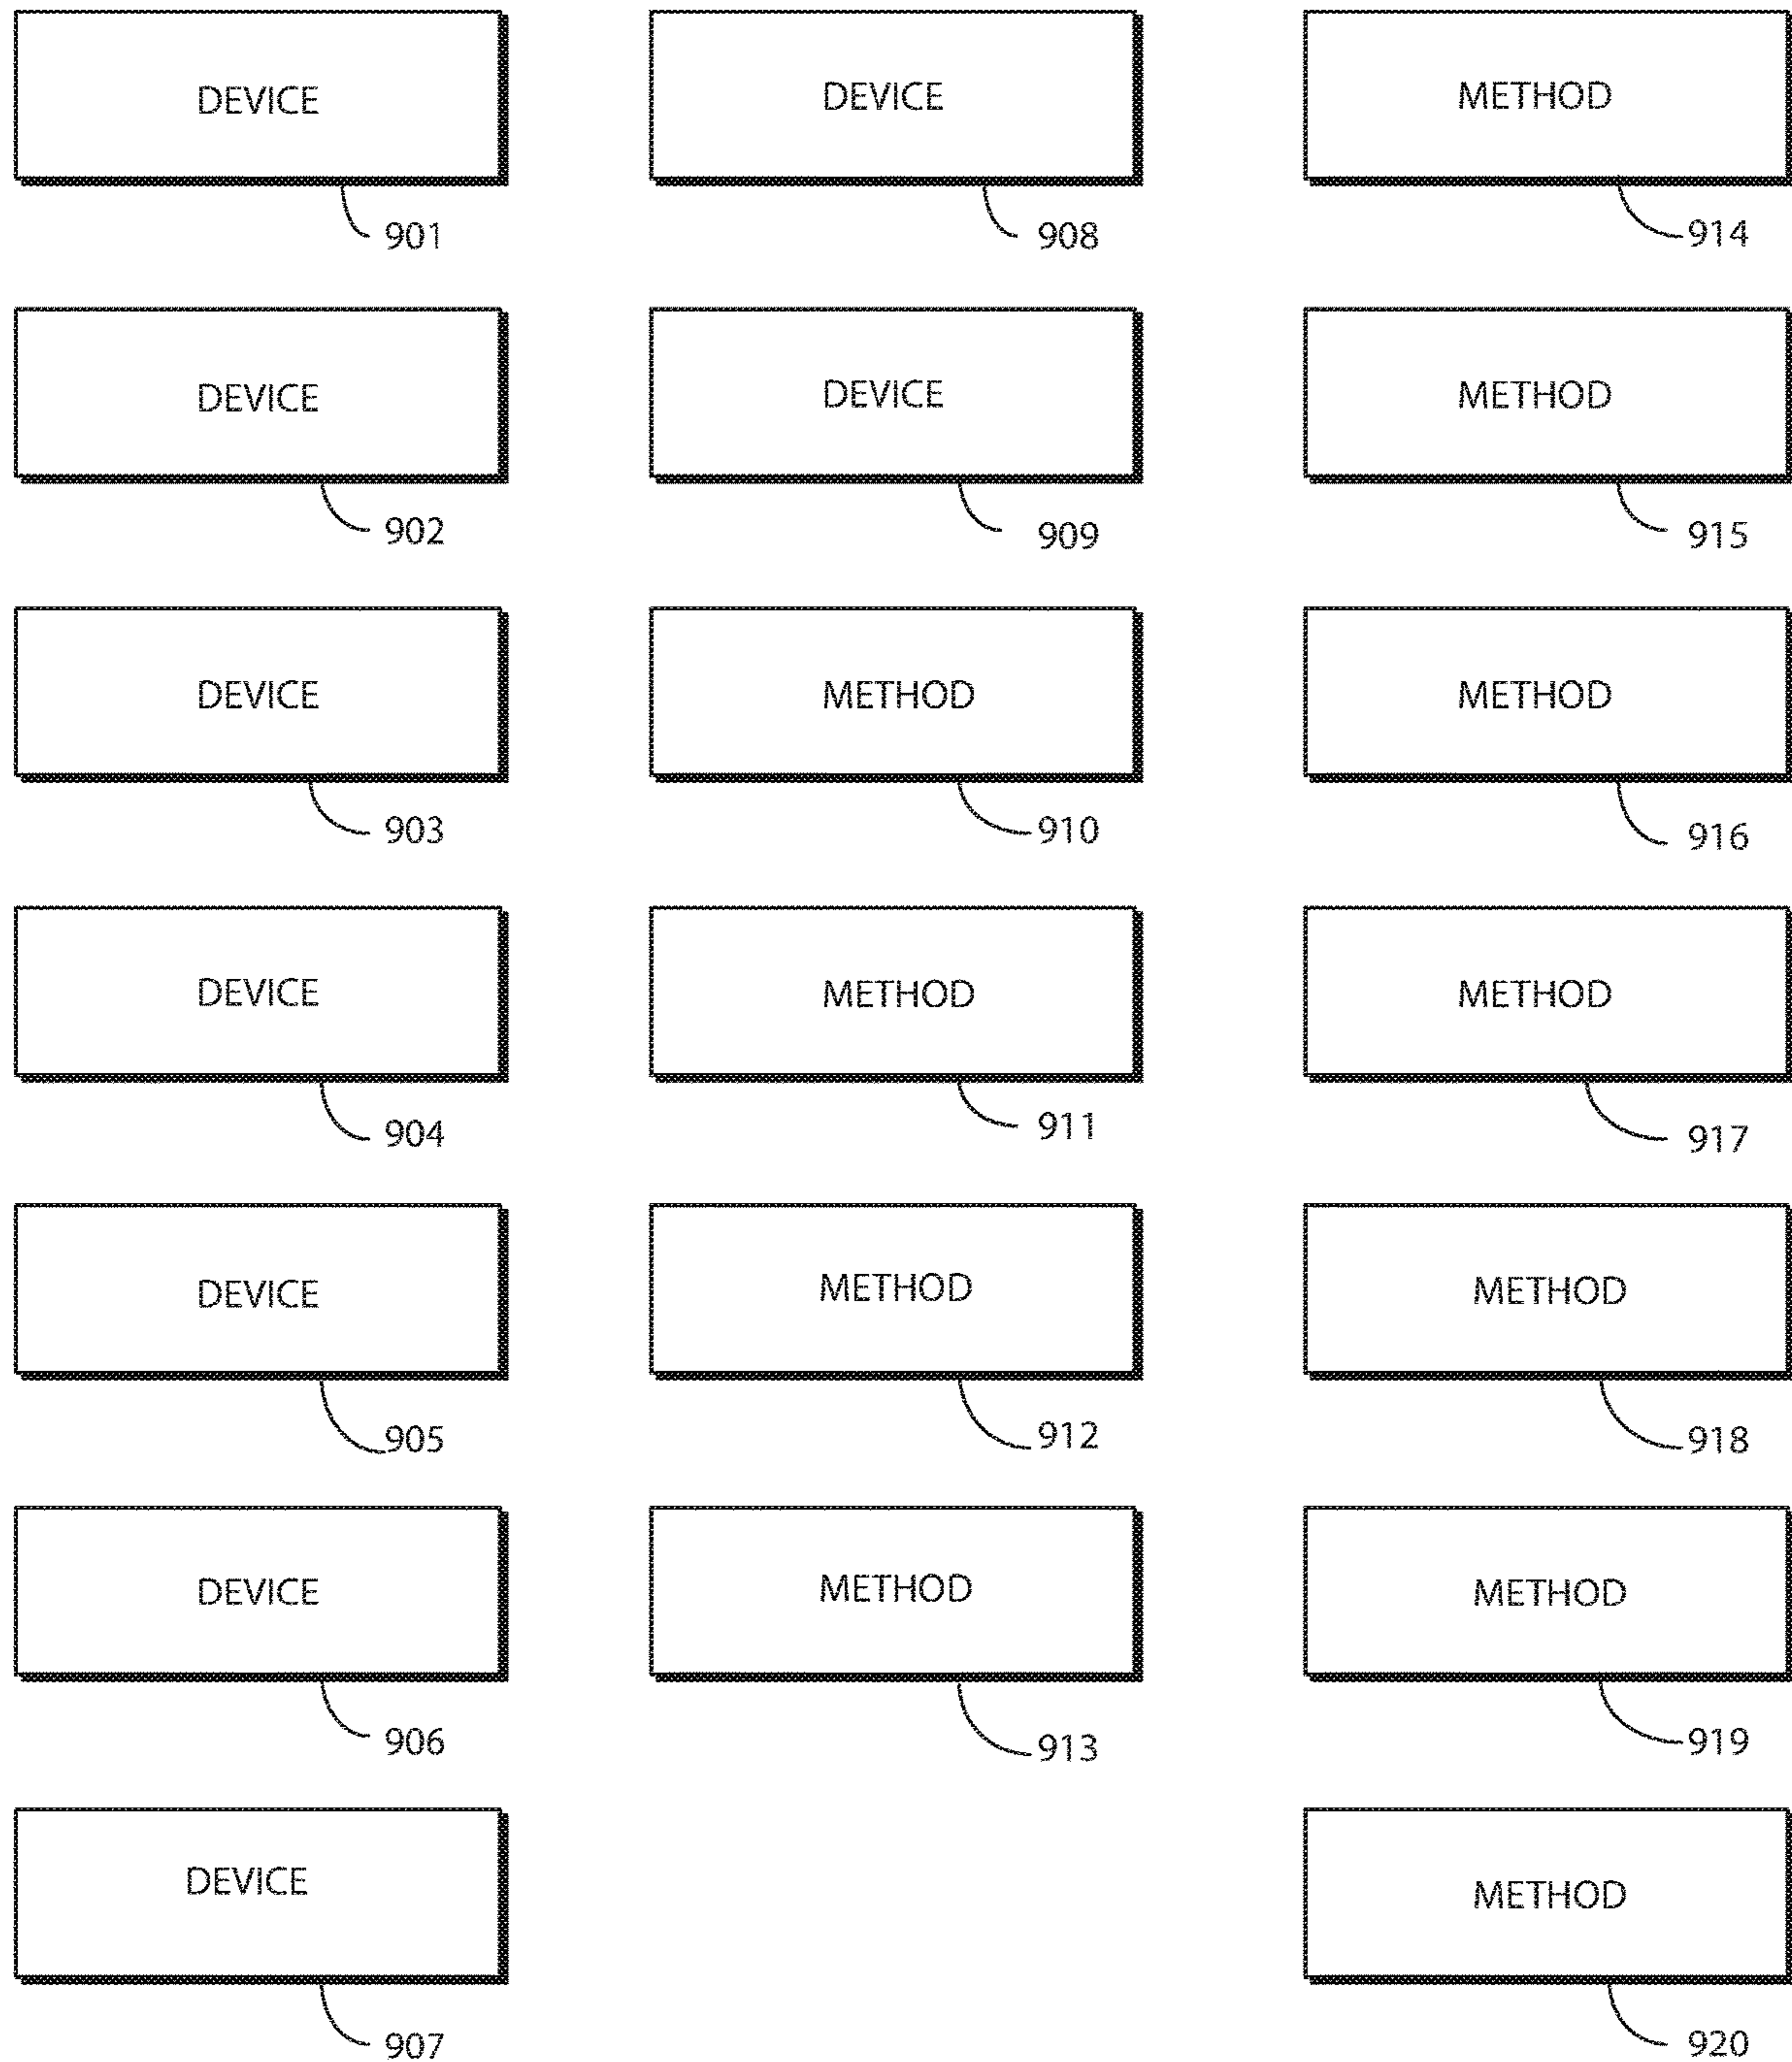 DEVICE
901
DEVICE
902
DEVICE
903
DEVICE
904
DEVICE
905
DEVICE
906
DEVICE
907
DEVICE
908
DEVICE
909
METHOD
910
METHOD
911
METHOD
912
METHOD
913
METHOD
914
METHOD
915
METHOD
916
METHOD
917
METHOD
918
METHOD
919
METHOD
920